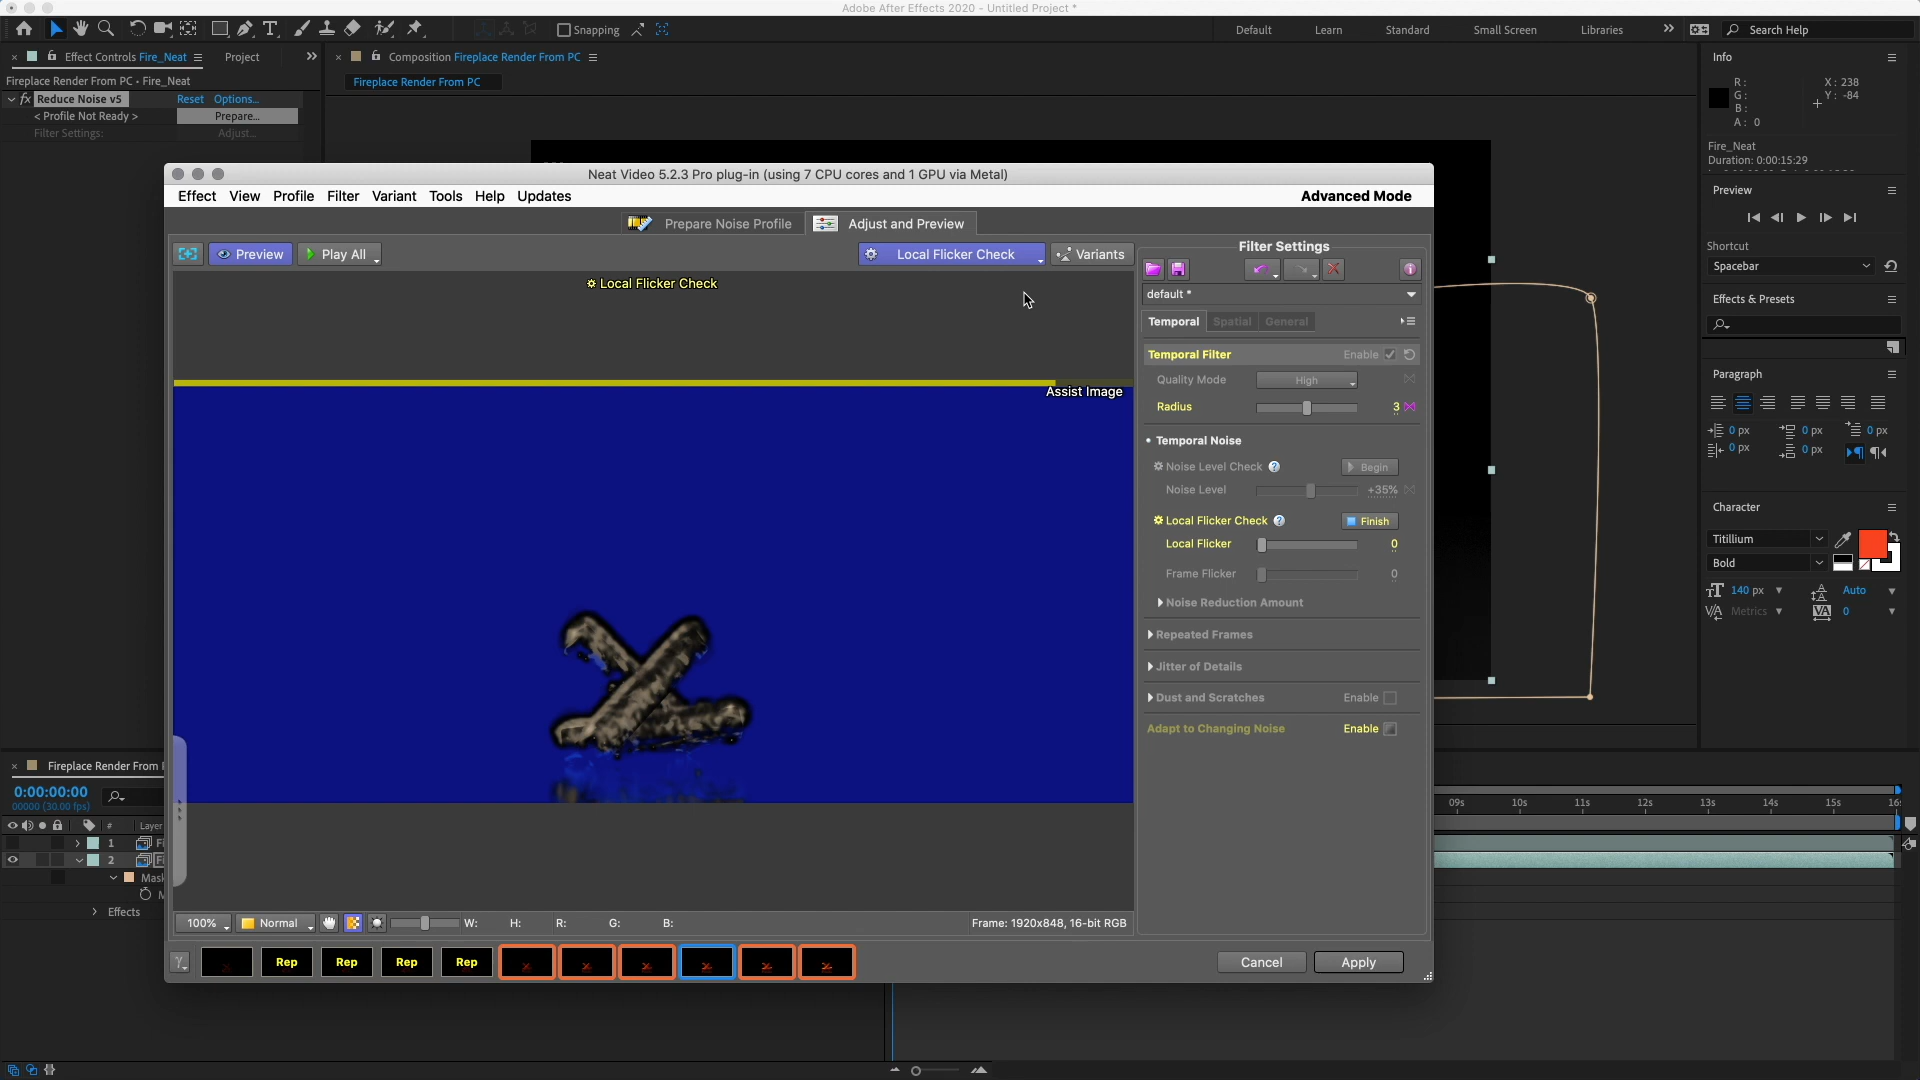 Adobe After Effects 2020 - Untitled Project *
Snapping
Default
Learn
Standard
Small Screen
Libraries
Search Help
Effect Controls Fire_Neat
Project
Composition Fireplace Render From PC
Info
Fireplace Render From PC • Fire_Neat
Fireplace Render From PC
R:
G:
B:
A: 0
X: 238
Y: -84
fx Reduce Noise v5
Reset
Options...
< Profile Not Ready >
Prepare...
Filter Settings:
Adjust...
Fire_Neat
Duration: 0:00:15:29
Neat Video 5.2.3 Pro plug-in (using 7 CPU cores and 1 GPU via Metal)
Effect
View
Profile
Filter
Variant
Tools
Help
Updates
Advanced Mode
Prepare Noise Profile
Adjust and Preview
Preview
Play All
Local Flicker Check
Variants
Local Flicker Check
Assist Image
Filter Settings
default *
Temporal
Spatial
General
Temporal Filter
Enable
Quality Mode
High
Radius
3
Temporal Noise
Noise Level Check
Begin
Noise Level
+35%
Local Flicker Check
Finish
Local Flicker
0
Frame Flicker
0
Noise Reduction Amount
Repeated Frames
Jitter of Details
Dust and Scratches
Enable
Adapt to Changing Noise
Enable
100%
Normal
W:
H:
R:
G:
B:
Frame: 1920x848, 16-bit RGB
Rep
Rep
Rep
Rep
Cancel
Apply
Preview
Shortcut
Spacebar
Effects & Presets
Paragraph
0 px
0 px
0 px
0 px
0 px
Character
Titillium
Bold
140 px
Auto
Metrics
0
Fireplace Render From
0:00:00:00
00000 (30.00 fps)
#
Layer
1
2
Mas
Effects
09s
10s
11s
12s
13s
14s
15s
16